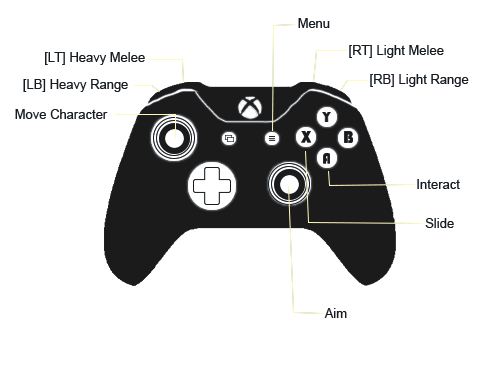 Menu
[LT] Heavy Melee
[RT] Light Melee
[LB] Heavy Range
[RB] Light Range
Move Character
Y
X
B
A
Interact
Slide
Aim